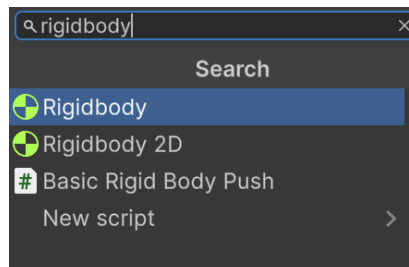 rigidbody
Search
Rigidbody
Rigidbody 2D
# Basic Rigid Body Push
New script